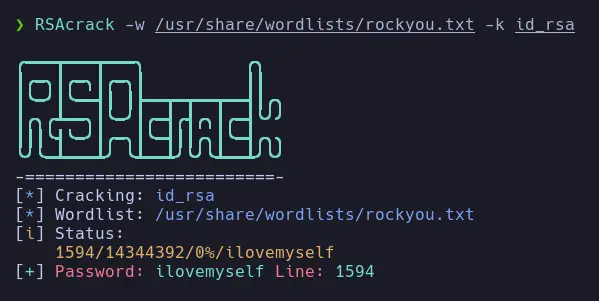 ❯ RSAcrack -w /usr/share/wordlists/rockyou.txt -k id_rsa
RSAcrack
-=========================-
[*] Cracking: id_rsa
[*] Wordlist: /usr/share/wordlists/rockyou.txt
[i] Status:
1594/14344392/0%/ilovemyself
[+] Password: ilovemyself Line: 1594